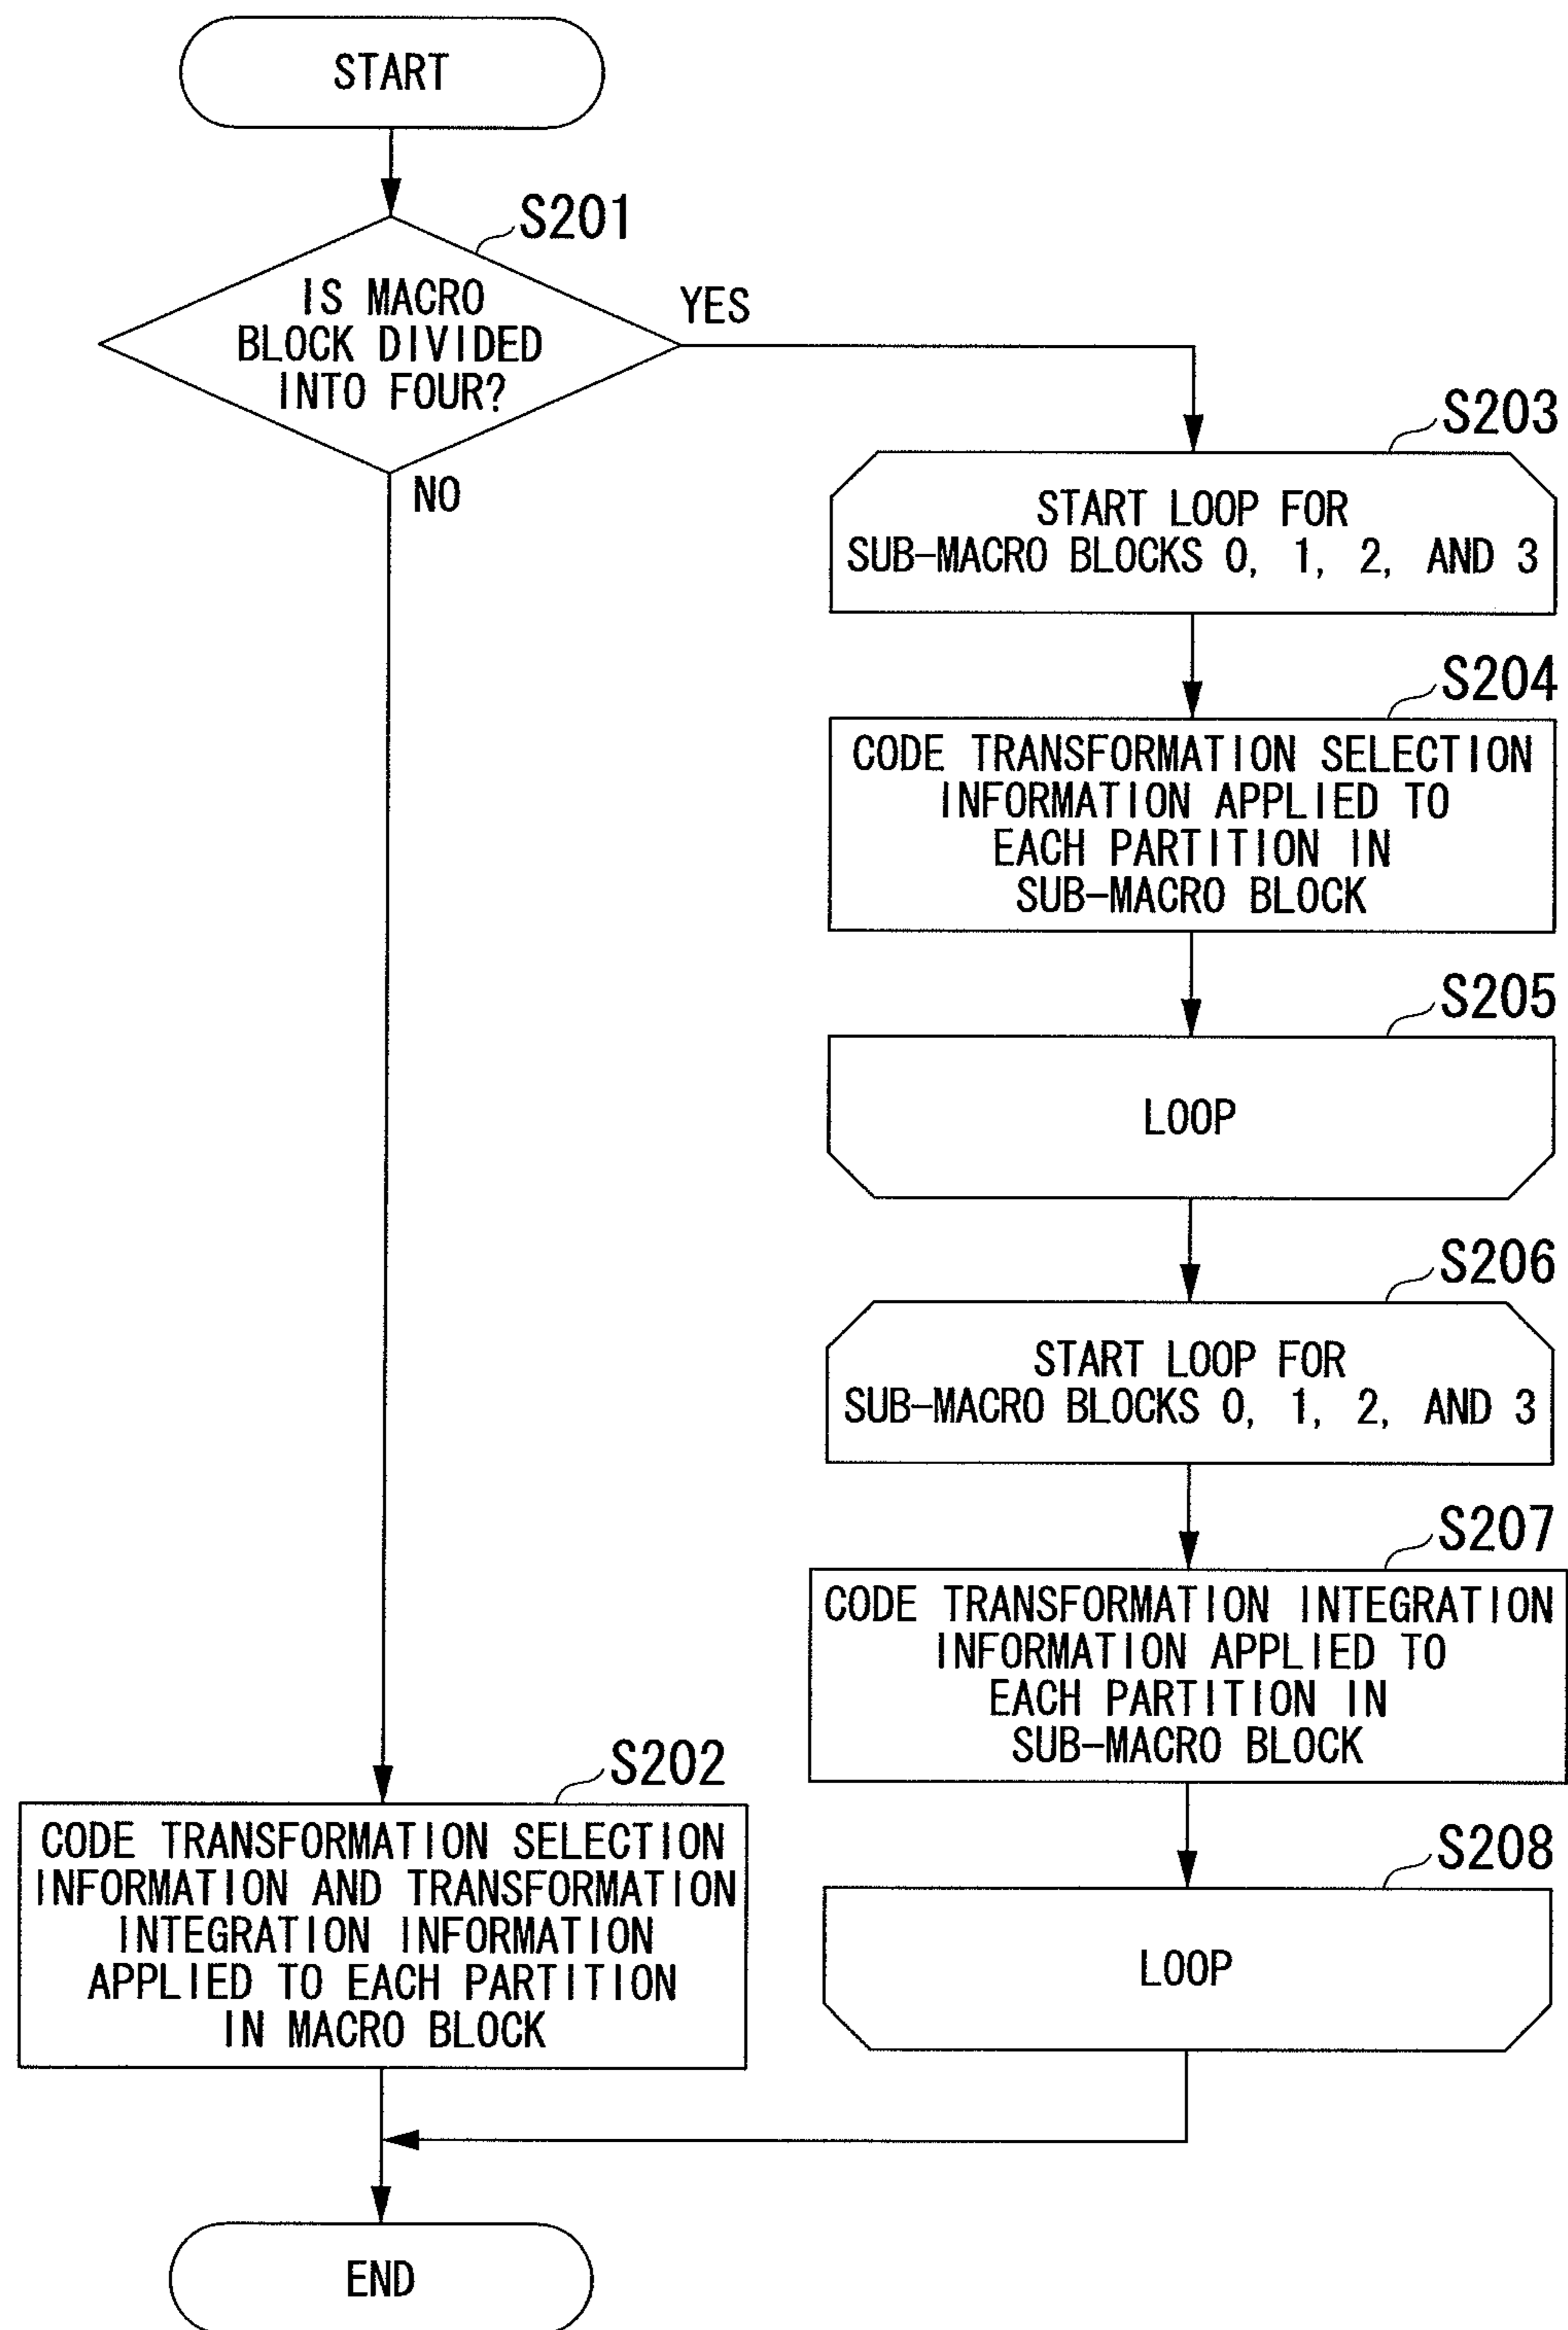 START
S201
IS MACRO
BLOCK DIVIDED
INTO FOUR?
YES
NO
S203
START LOOP FOR
SUB-MACRO BLOCKS 0, 1, 2, AND 3
S204
CODE TRANSFORMATION SELECTION
INFORMATION APPLIED TO
EACH PARTITION IN
SUB-MACRO BLOCK
S205
LOOP
S206
START LOOP FOR
SUB-MACRO BLOCKS 0, 1, 2, AND 3
S207
CODE TRANSFORMATION INTEGRATION
INFORMATION APPLIED TO
EACH PARTITION IN
SUB-MACRO BLOCK
S208
LOOP
S202
CODE TRANSFORMATION SELECTION
INFORMATION AND TRANSFORMATION
INTEGRATION INFORMATION
APPLIED TO EACH PARTITION
IN MACRO BLOCK
END